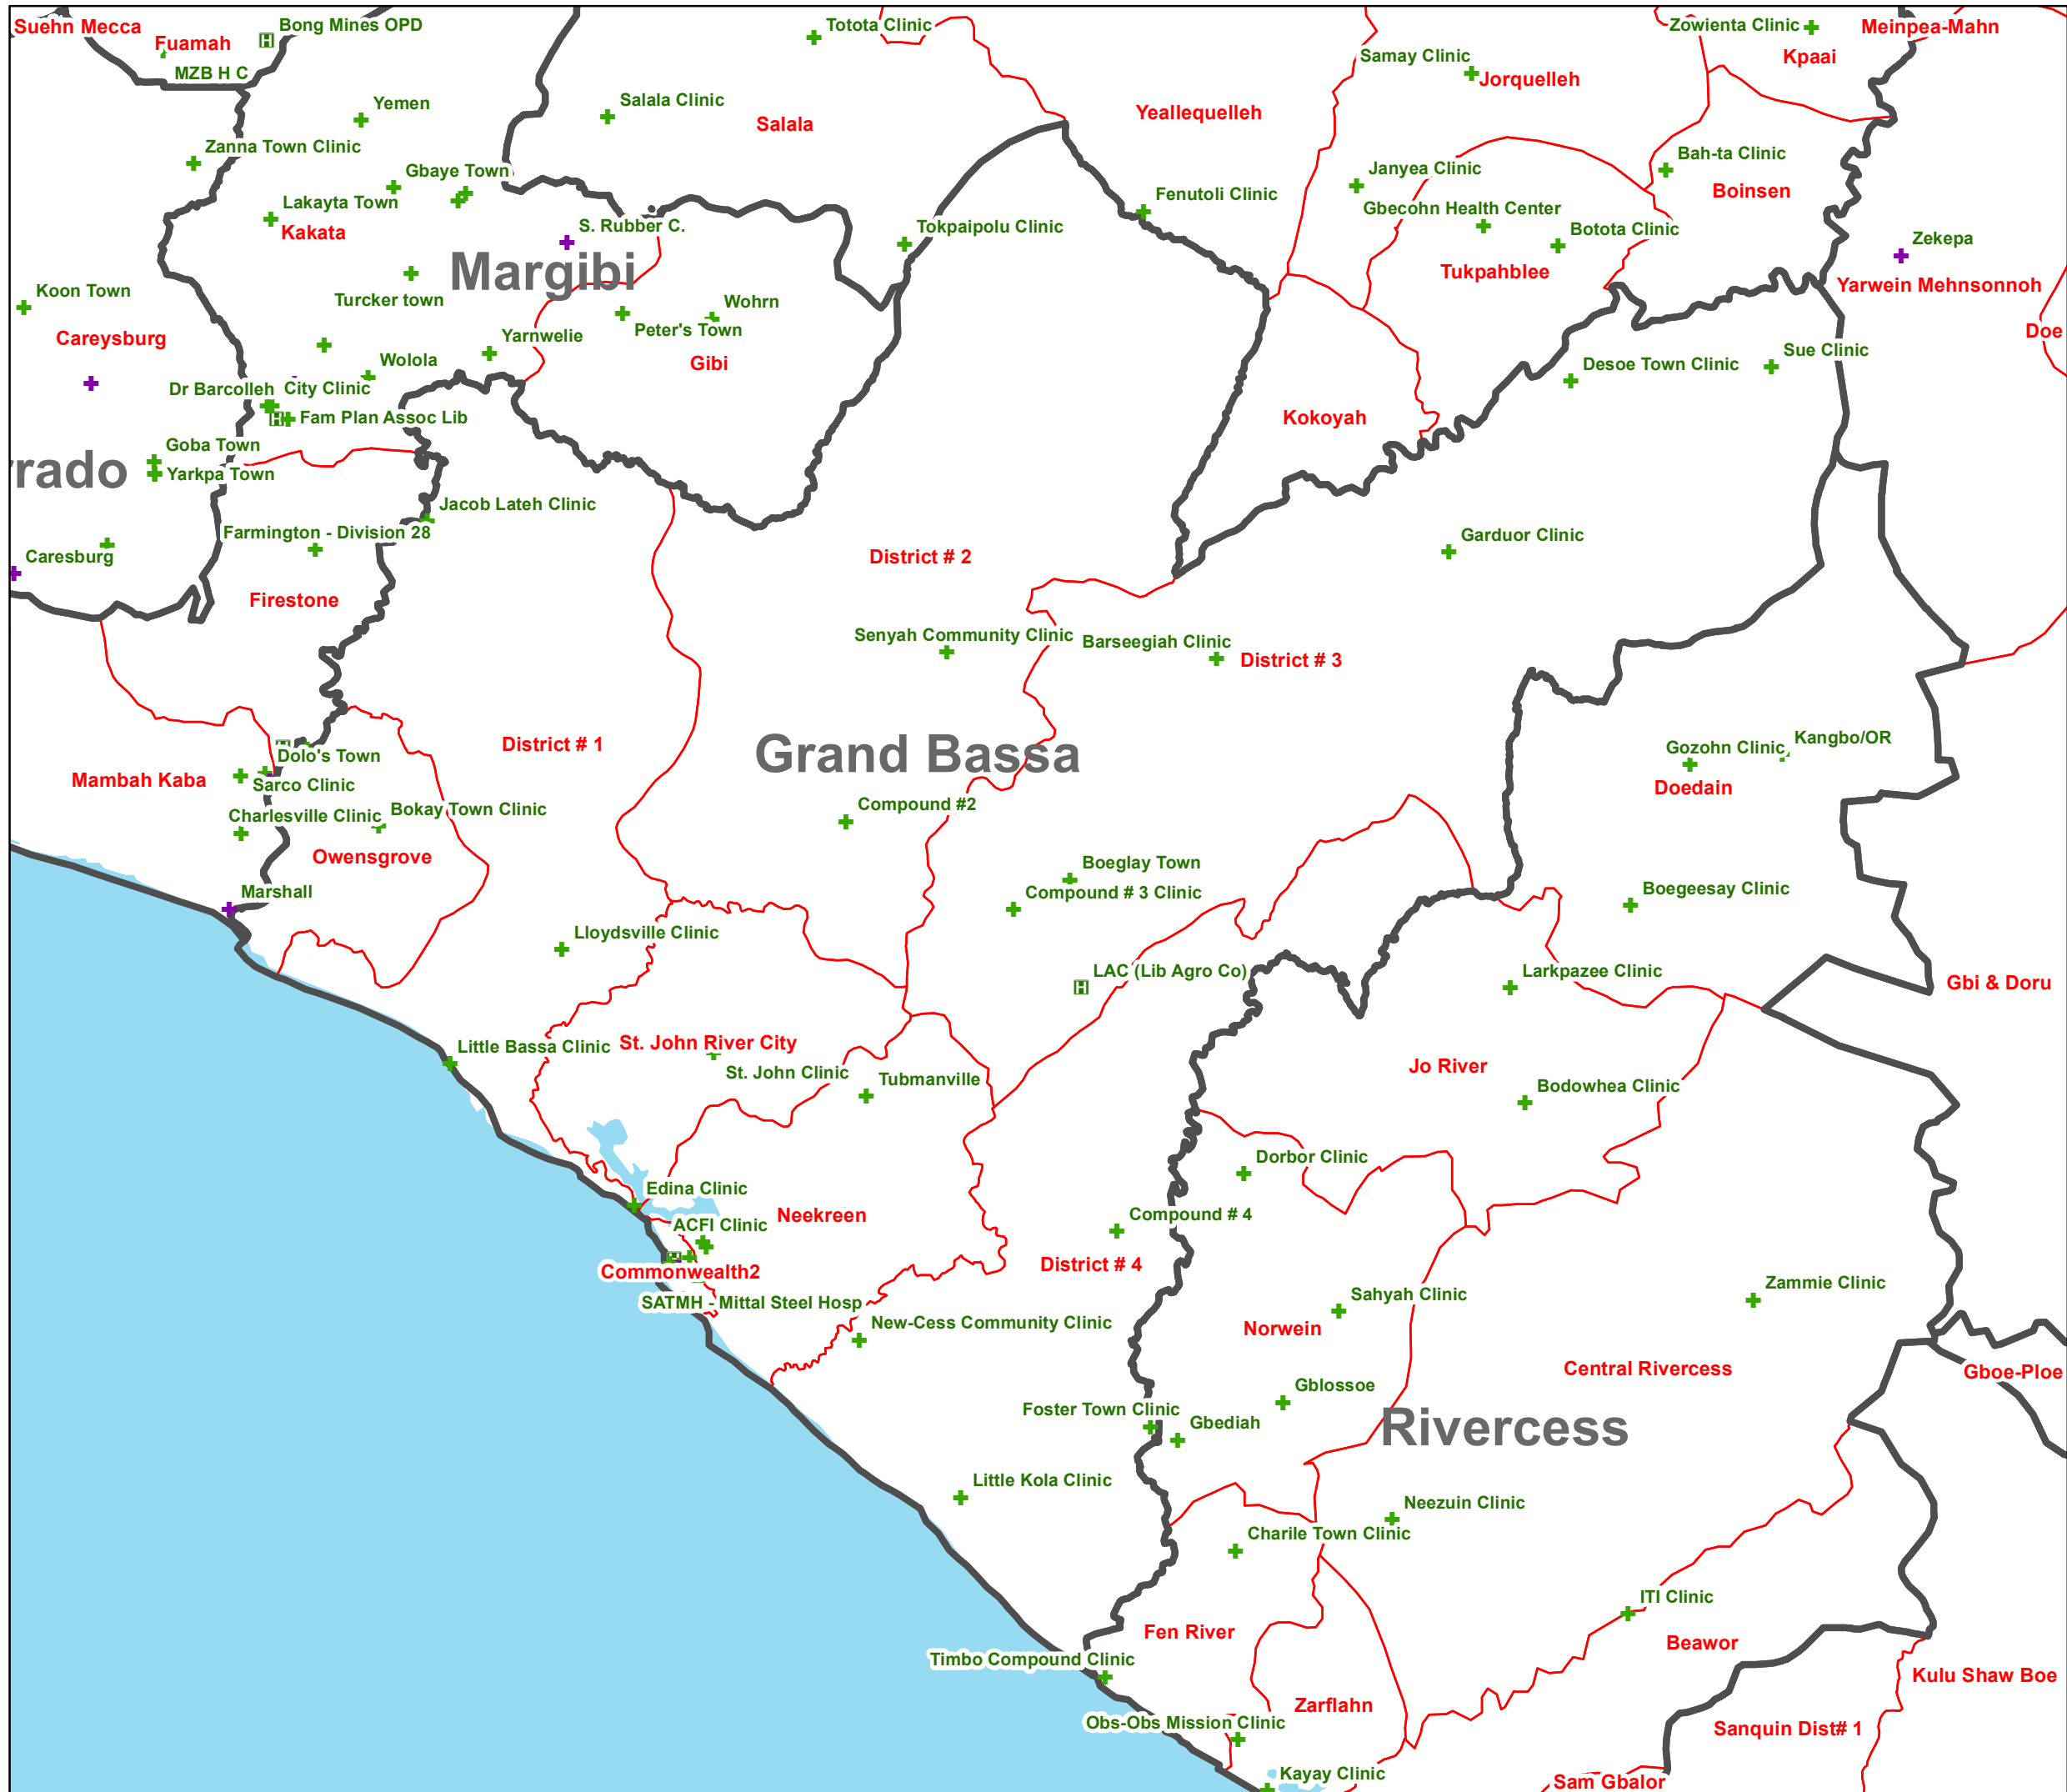 Suehn Mecca
Fuamah
Bong Mines OPD
MZB H C
Totota Clinic
Samay Clinic
Jorquelleh
Zowienta Clinic
Kpaai
Meinpea-Mahn
Yemen
Salala Clinic
Salala
Yeallequelleh
Zanna Town Clinic
Gbaye Town
Lakayta Town
Kakata
S. Rubber C.
Margibi
Tokpaipolu Clinic
Fenutoli Clinic
Janyea Clinic
Gbecohn Health Center
Botota Clinic
Tukpahblee
Bah-ta Clinic
Boinsen
Zekepa
Yarwein Mehnsonnoh
Doe
Koon Town
Careysburg
Turcker town
Wohrn
Peter's Town
Gibi
Yarnwelie
Wolola
Dr Barcolleh
City Clinic
Fam Plan Assoc Lib
Goba Town
Yarkpa Town
rrado
Desoe Town Clinic
Sue Clinic
Kokoyah
Jacob Lateh Clinic
Farmington - Division 28
Caresburg
Firestone
District # 2
Garduor Clinic
Senyah Community Clinic
Barseegiah Clinic
District # 3
District # 1
Grand Bassa
Dolo's Town
Mambah Kaba
Sarco Clinic
Charlesville Clinic
Bokay Town Clinic
Owensgrove
Marshall
Compound #2
Gozohn Clinic
Kangbo/OR
Doedain
Boeglay Town
Compound # 3 Clinic
Boegeesay Clinic
Lloydsville Clinic
LAC (Lib Agro Co)
Larkpazee Clinic
Gbi & Doru
Little Bassa Clinic
St. John River City
St. John Clinic
Tubmanville
Jo River
Bodowhea Clinic
Dorbor Clinic
Edina Clinic
ACFI Clinic
Neekreen
Compound # 4
District # 4
Commonwealth2
SATMH - Mittal Steel Hosp
New-Cess Community Clinic
Sahyah Clinic
Norwein
Zammie Clinic
Central Rivercess
Gboe-Ploe
Gblossoe
Foster Town Clinic
Gbediah
Rivercess
Little Kola Clinic
Neezuin Clinic
Charile Town Clinic
ITI Clinic
Fen River
Beawor
Timbo Compound Clinic
Kulu Shaw Boe
Zarflahn
Obs-Obs Mission Clinic
Sanquin Dist# 1
Kayay Clinic
Sam Gbalor